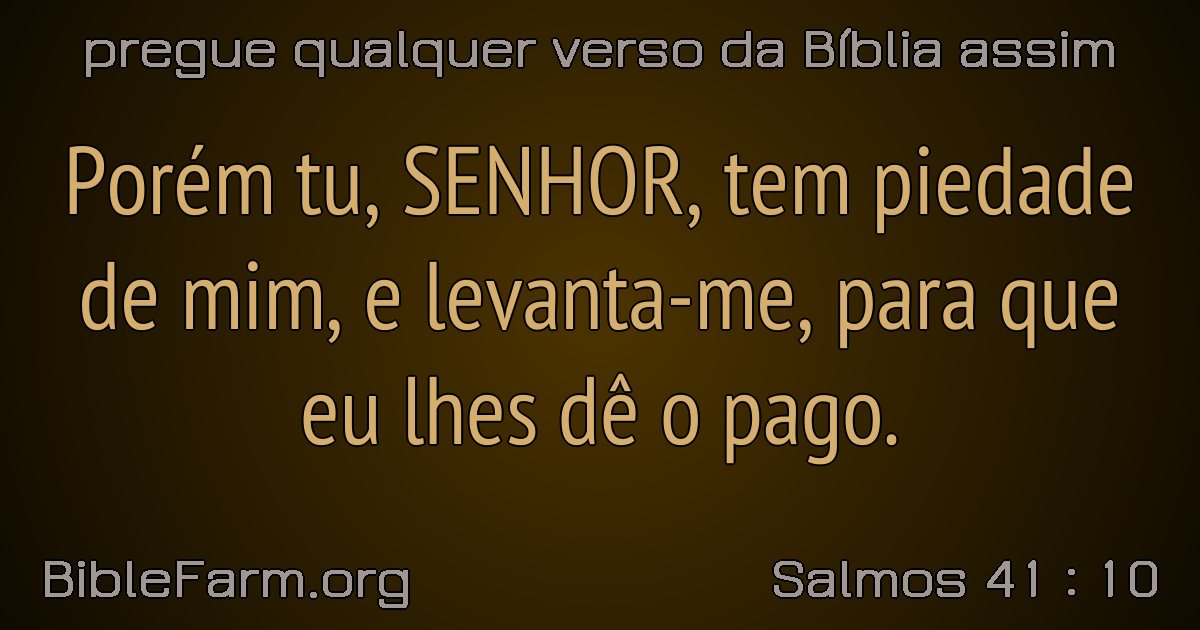 pregue qualquer verso da Bíblia assim
Porém tu, SENHOR, tem piedade
de mim, e levanta-me, para que
eu lhes dê o pago.
BibleFarm.org
Salmos 41 : 10